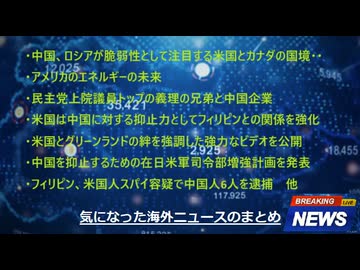 ・中国、ロシアが脆弱性として注目する米国とカナダの国境・・
・アメリカのエネルギーの未来
・民主党上院議員トップの義理の兄弟と中国企業
35,421
・米国は中国に対する抑止力としてフィリピンとの関係を強化
・米国とグリーンランドの絆を強調した強力なビデオを公開
2.925
・中国を抑止するための在日米軍司令部増強計画を発表
・フィリピン、米国人スパイ容疑で中国人6人を逮捕　他
気になった海外ニュースのまとめ
BREAKING LIVE
NEWS